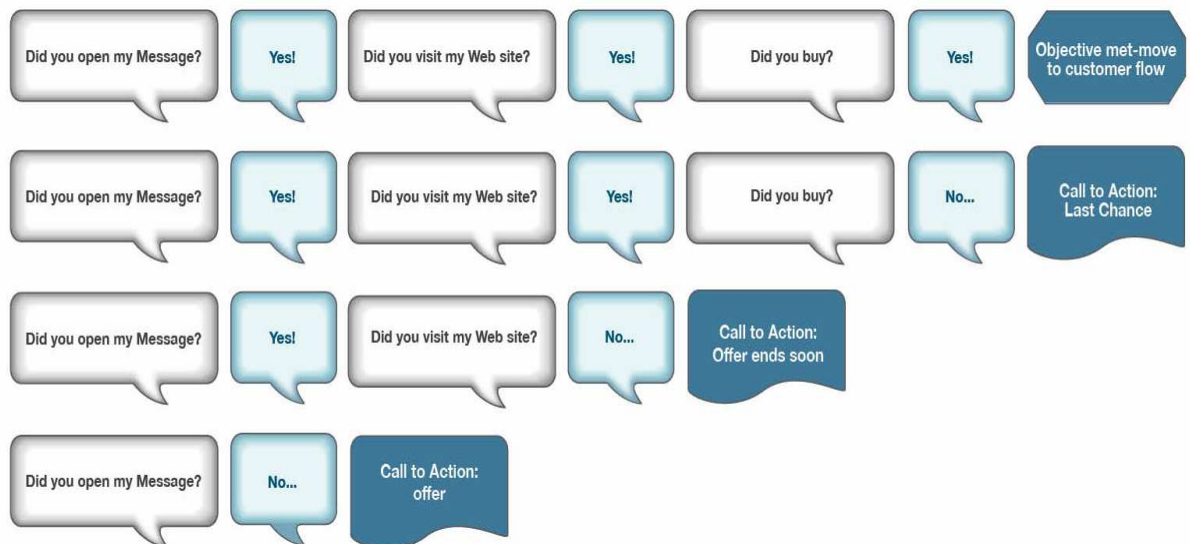 Did you open my Message?
Yes!
Did you visit my Web site?
Yes!
Did you buy?
Yes!
Objective met-move
to customer flow
Did you open my Message?
Yes!
Did you visit my Web site?
Yes!
Did you buy?
No...
Call to Action:
Last Chance
Did you open my Message?
Yes!
Did you visit my Web site?
No...
Call to Action:
Offer ends soon
Did you open my Message?
No...
Call to Action:
offer